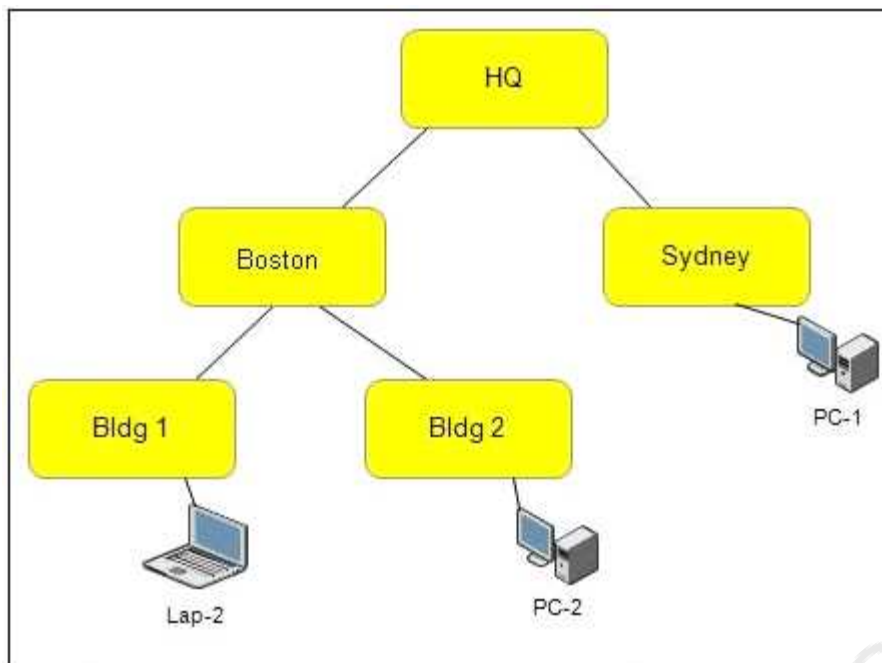 HQ
Boston
Sydney
PC-1
Bldg 1
Bldg 2
Lap-2
PC-2